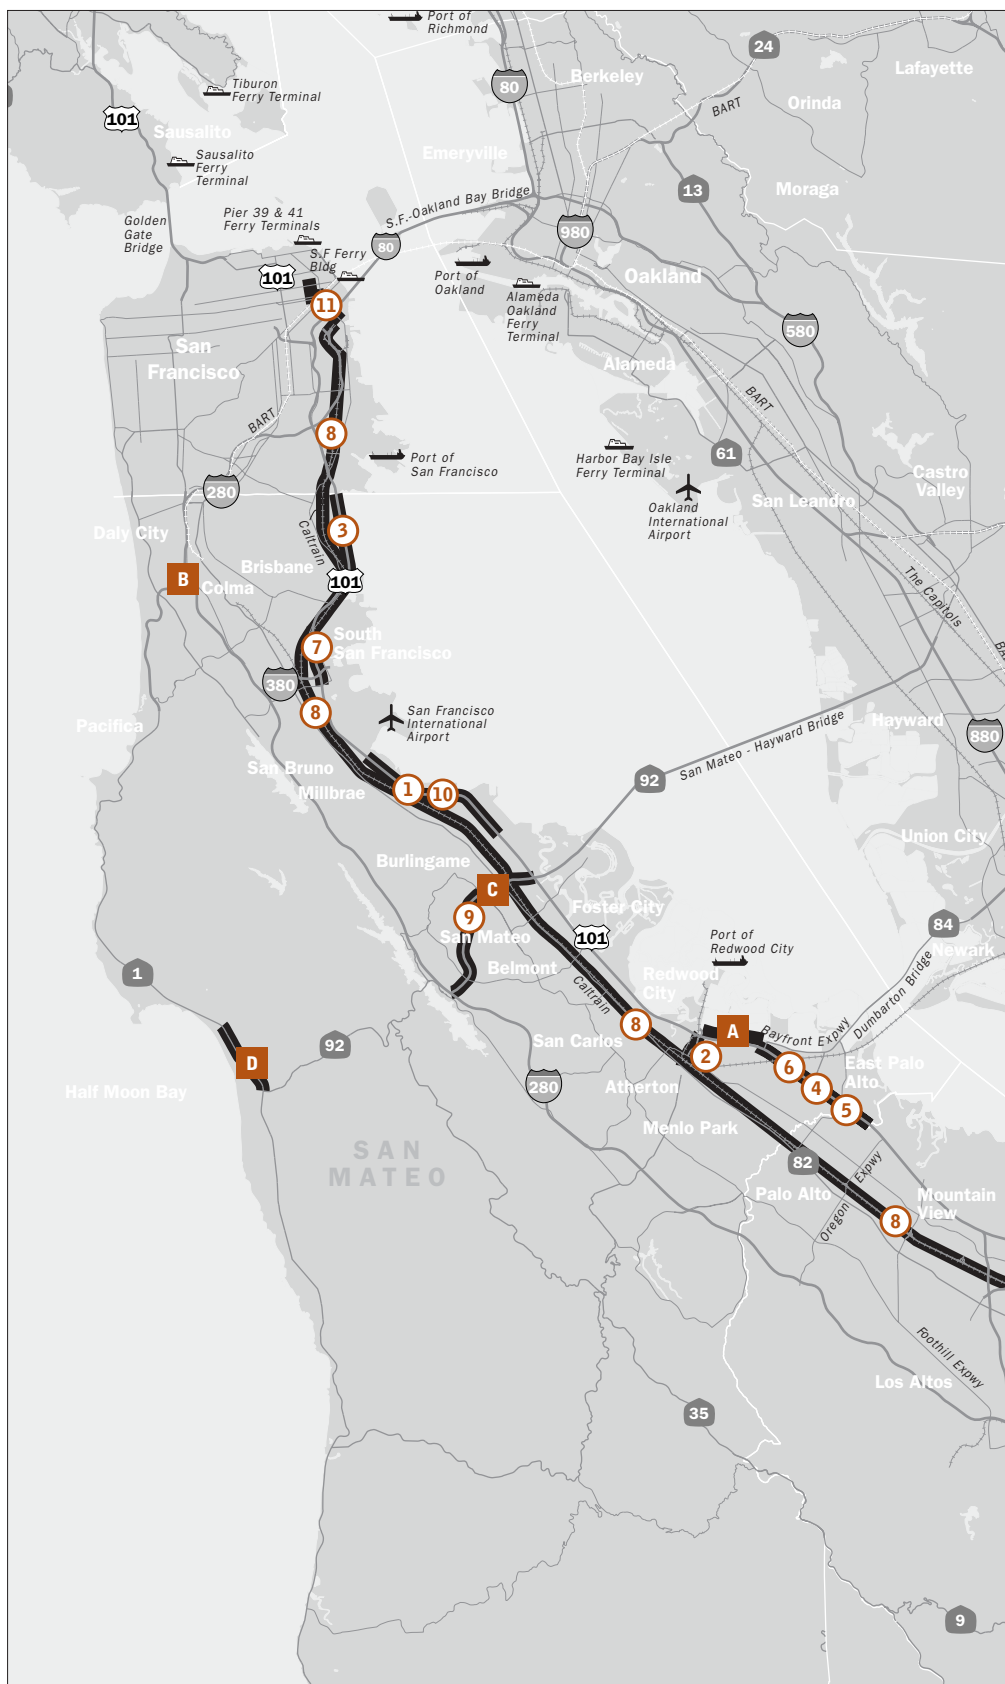 Port of
Richmond
24
Lafayette
Berkeley
80
Tiburon
Ferry Terminal
BART
Orinda
101
Sausalito
Emeryville
Sausalito
Ferry
Terminal
13
Moraga
Pier 39 & 41
Ferry Terminals
S.F.-Oakland Bay Bridge
Golden
Gate
Bridge
980
80
S.F Ferry
Bldg
101
Port of
Oakland
Oakland
Alameda
Oakland
Ferry
Terminal
11
580
San
Francisco
Alameda
BART
BART
8
Port of
San Francisco
Harbor Bay Isle
Ferry Terminal
61
Castro
Valley
280
San Leandro
Oakland
International
Airport
Daly City
3
Caltrain
Brisbane
101
B
Colma
The Capitols
BA
7
South
San Francisco
380
8
San Francisco
International
Airport
Pacifica
Hayward
880
San Mateo - Hayward Bridge
92
San Bruno
Millbrae
1
10
Union City
Burlingame
C
9
San Mateo
Foster City
101
84
Newark
Port of
Redwood City
Belmont
1
Redwood
City
Caltrain
Dumbarton Bridge
8
San Carlos
A
Bayfront Expwy
92
D
2
6
East Palo
Alto
Half Moon Bay
280
Atherton
4
5
Menlo Park
SAN
MATEO
82
Expwy
Oregon
Palo Alto
Mountain
View
8
Foothill Expwy
Los Altos
35
9